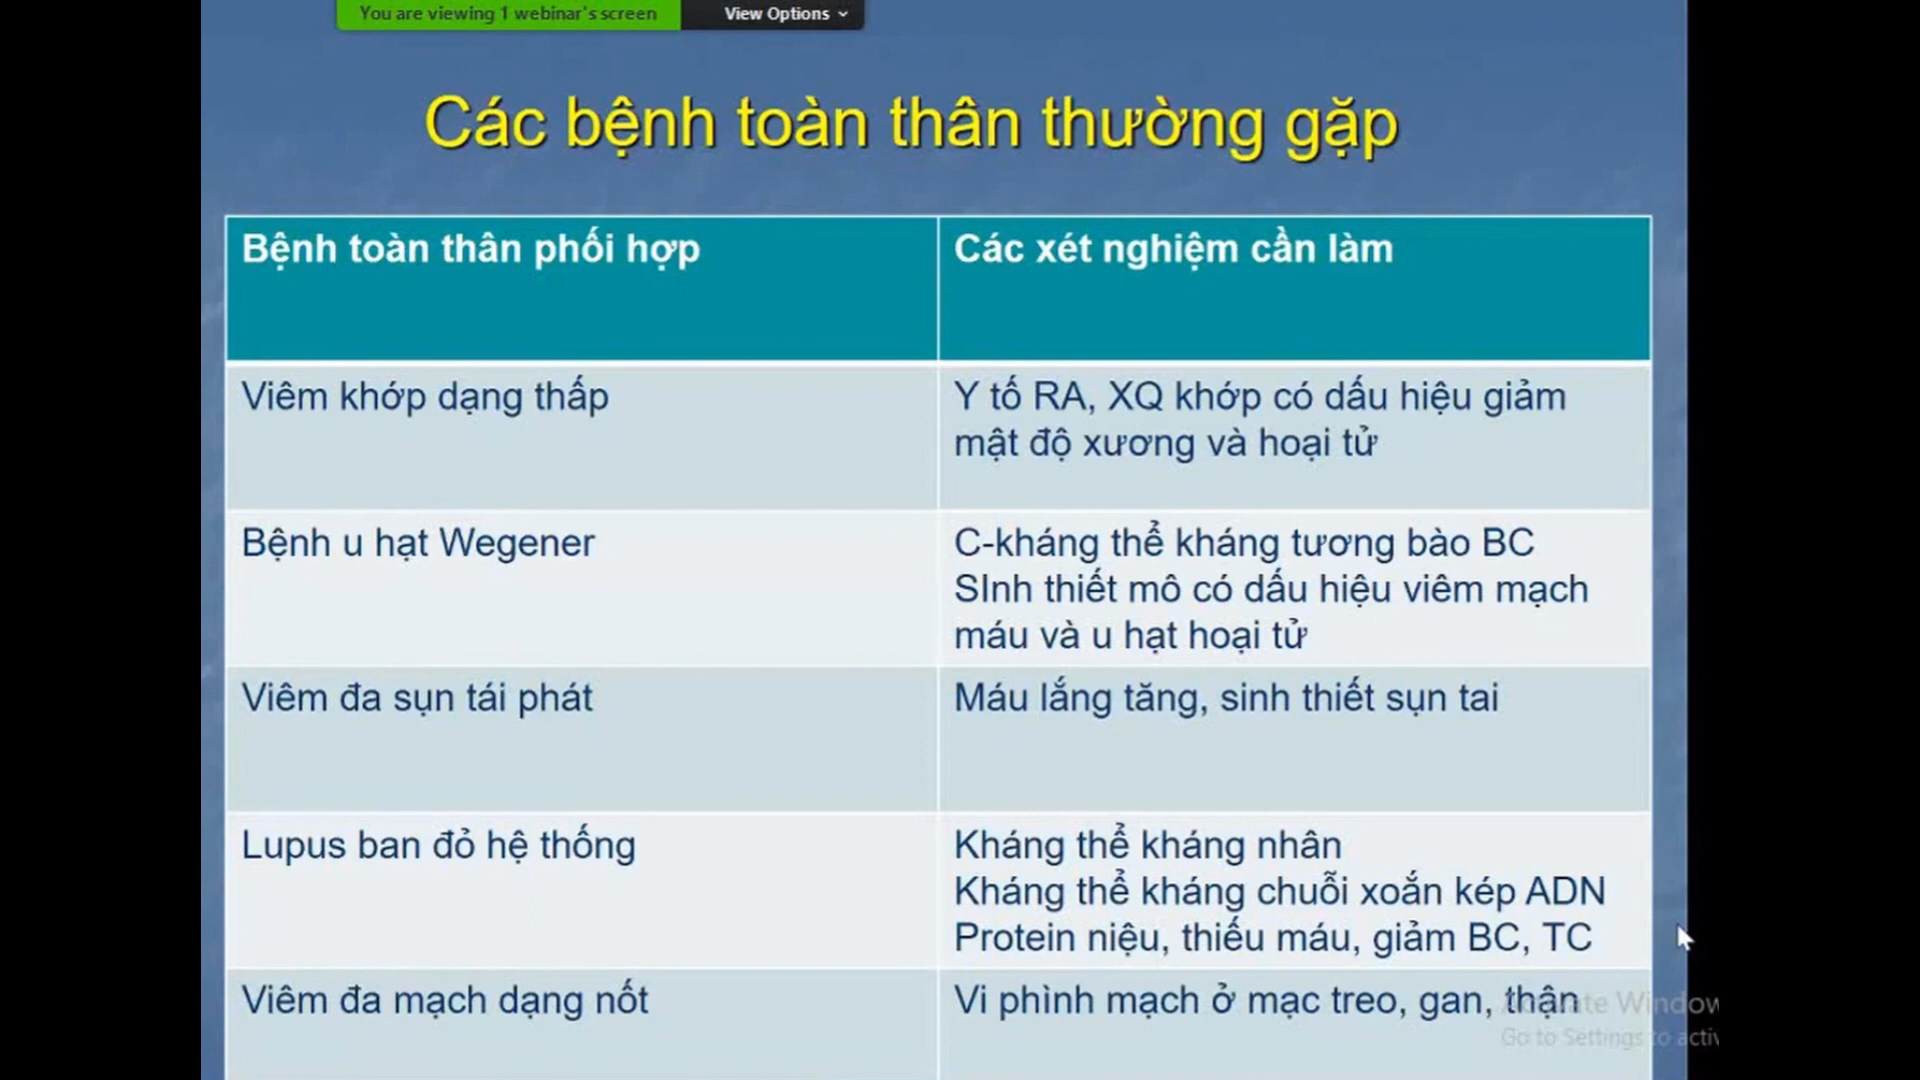 You are viewing 1 webinar's screen View Options
Các bệnh toàn thân thường gặp
Bệnh toàn thân phối hợp
Các xét nghiệm cần làm
Viêm khớp dạng thấp
Y tố RA, XQ khớp có dấu hiệu giảm
mật độ xương và hoại tử
Bệnh u hạt Wegener
C-kháng thể kháng tương bào BC
SInh thiết mô có dấu hiệu viêm mạch
máu và u hạt hoại tử
Viêm đa sụn tái phát
Máu lắng tăng, sinh thiết sụn tai
Lupus ban đỏ hệ thống
Kháng thể kháng nhân
Kháng thể kháng chuỗi xoắn kép ADN
Protein niệu, thiếu máu, giảm BC, TC
Viêm đa mạch dạng nốt
Vi phình mạch ở mạc treo, gan, thận
Go to Settings to